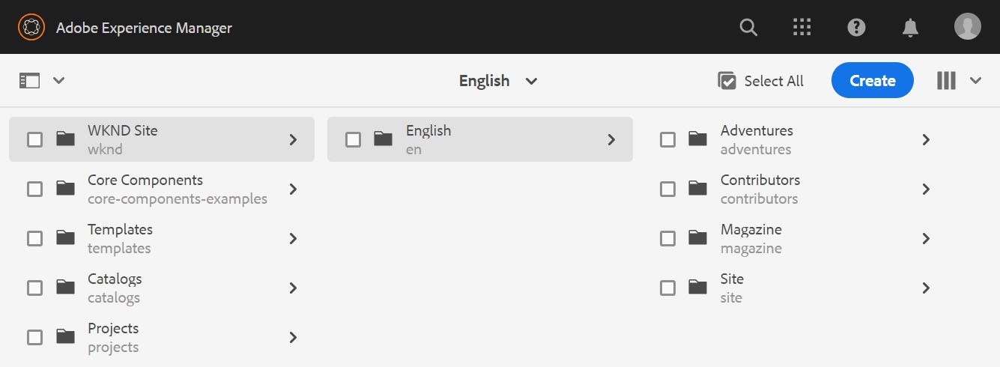 Adobe Experience Manager
English
Select All
Create
WKND Site
wknd
Core Components
core-components-examples
Templates
templates
Catalogs
catalogs
Projects
projects
English
en
Adventures
adventures
Contributors
contributors
Magazine
magazine
Site
site